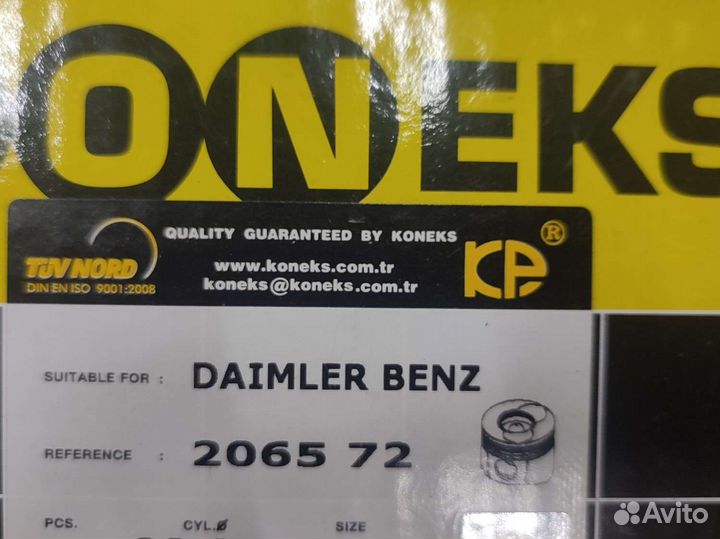 ONEKS
QUALITY GUARANTEED BY KONEKS
www.koneks.com.tr
koneks@koneks.com.tr
TÜV NORD
DIN EN ISO 9001:2008
KP ®
SUITABLE FOR : DAIMLER BENZ
REFERENCE : 2065 72
PCS. CYL.Ø SIZE
Avito